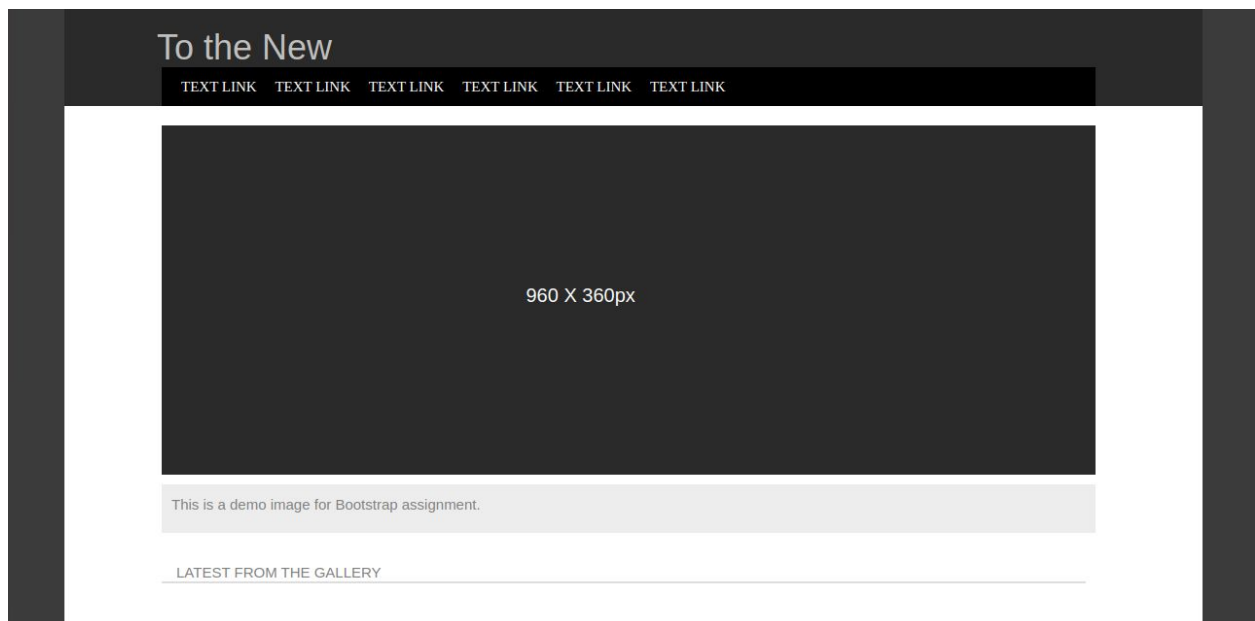 To the New
TEXT LINK TEXT LINK TEXT LINK TEXT LINK TEXT LINK TEXT LINK
960 X 360px
This is a demo image for Bootstrap assignment.
LATEST FROM THE GALLERY